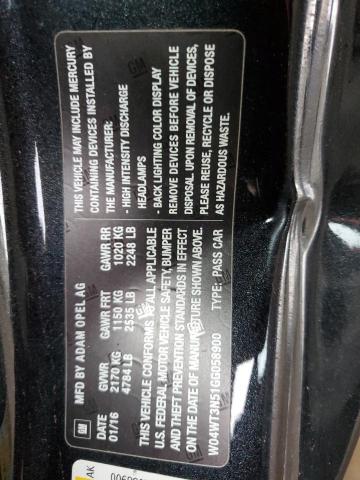 GM
MFD BY ADAM OPEL AG
DATE GVWR GAWR FRT GAWR RR
01/16 2170 KG 1150 KG 1020 KG
4784 LB 2535 LB 2248 LB
THIS VEHICLE CONFORMS TO ALL APPLICABLE
U.S. FEDERAL MOTOR VEHICLE SAFETY, BUMPER
AND THEFT PREVENTION STANDARDS IN EFFECT
ON THE DATE OF MANUFACTURE SHOWN ABOVE.
W04WT3N51GG058900 TYPE: PASS CAR
THIS VEHICLE MAY INCLUDE MERCURY
CONTAINING DEVICES INSTALLED BY
THE MANUFACTURER:
- HIGH INTENSITY DISCHARGE
HEADLAMPS
- BACK LIGHTING COLOR DISPLAY
REMOVE DEVICES BEFORE VEHICLE
DISPOSAL. UPON REMOVAL OF DEVICES,
PLEASE REUSE, RECYCLE OR DISPOSE
AS HAZARDOUS WASTE.
AK